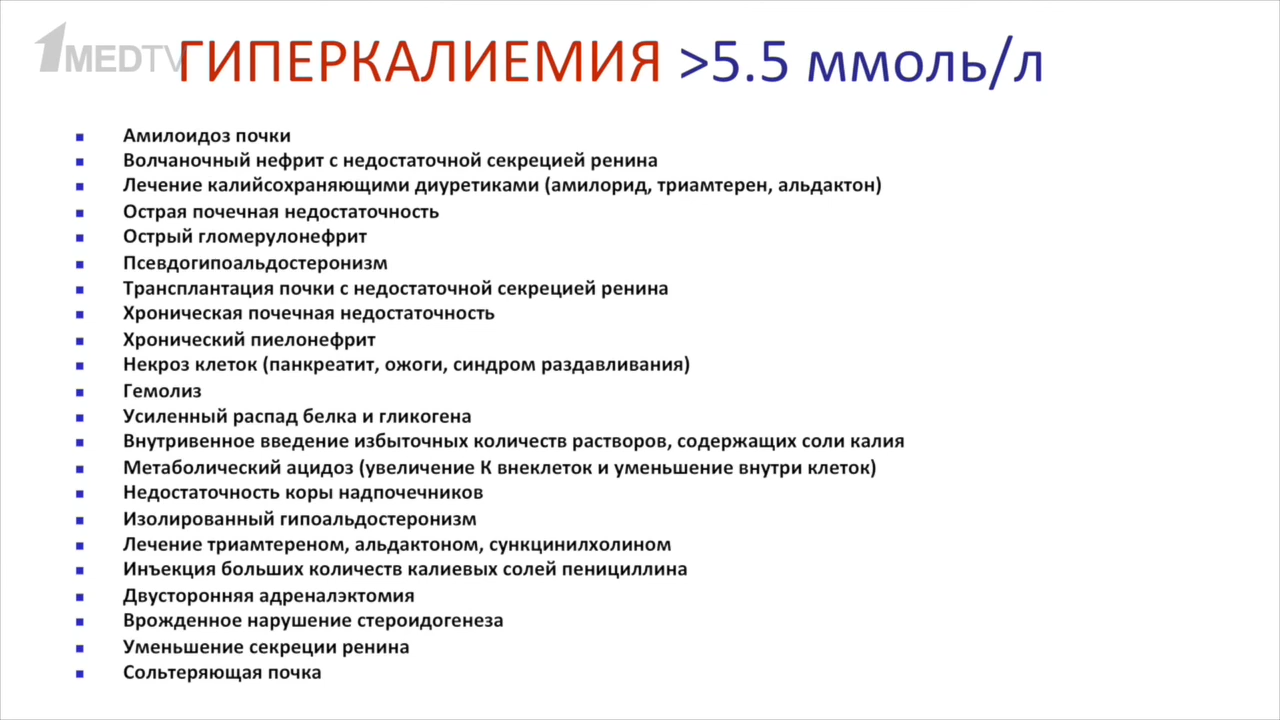 1MEDTV
ГИПЕРКАЛИЕМИЯ >5.5 ммоль/л
▪ Амилоидоз почки
▪ Волчаночный нефрит с недостаточной секрецией ренина
▪ Лечение калийсохраняющими диуретиками (амилорид, триамтерен, альдактон)
▪ Острая почечная недостаточность
▪ Острый гломерулонефрит
▪ Псевдогипоальдостеронизм
▪ Трансплантация почки с недостаточной секрецией ренина
▪ Хроническая почечная недостаточность
▪ Хронический пиелонефрит
▪ Некроз клеток (панкреатит, ожоги, синдром раздавливания)
▪ Гемолиз
▪ Усиленный распад белка и гликогена
▪ Внутривенное введение избыточных количеств растворов, содержащих соли калия
▪ Метаболический ацидоз (увеличение К внеклеток и уменьшение внутри клеток)
▪ Недостаточность коры надпочечников
▪ Изолированный гипоальдостеронизм
▪ Лечение триамтереном, альдактоном, сункцинилхолином
▪ Инъекция больших количеств калиевых солей пенициллина
▪ Двусторонняя адреналэктомия
▪ Врожденное нарушение стероидогенеза
▪ Уменьшение секреции ренина
▪ Сольтеряющая почка